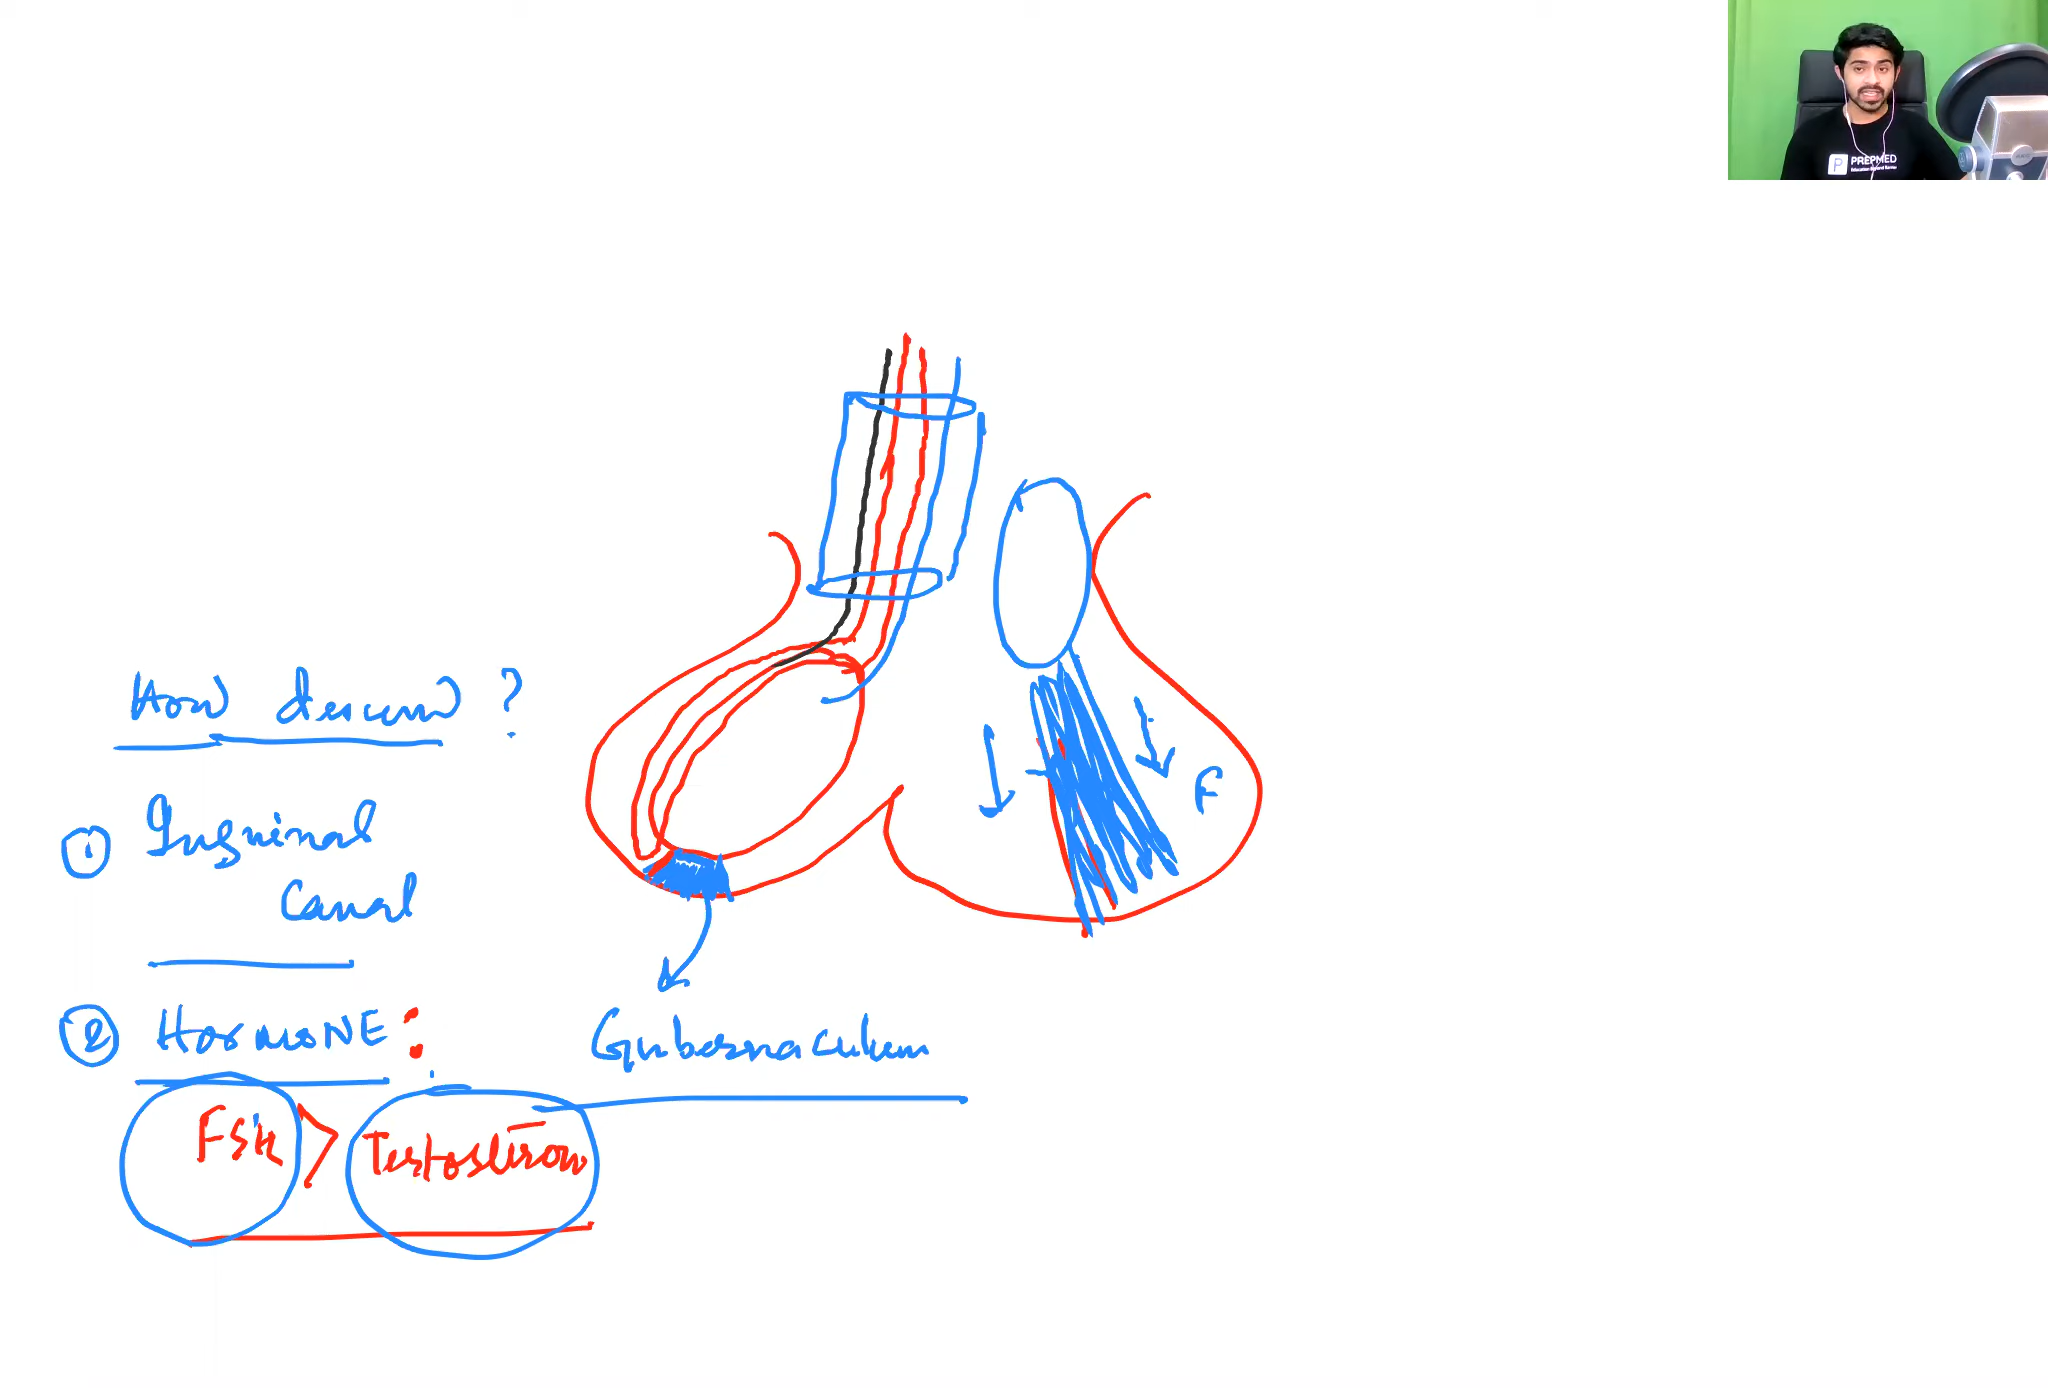 How descend ?
1 Inguinal
Canal
2 HORMONE :
FSH > Testosteron
Gubernaculum
F
P PREPMED